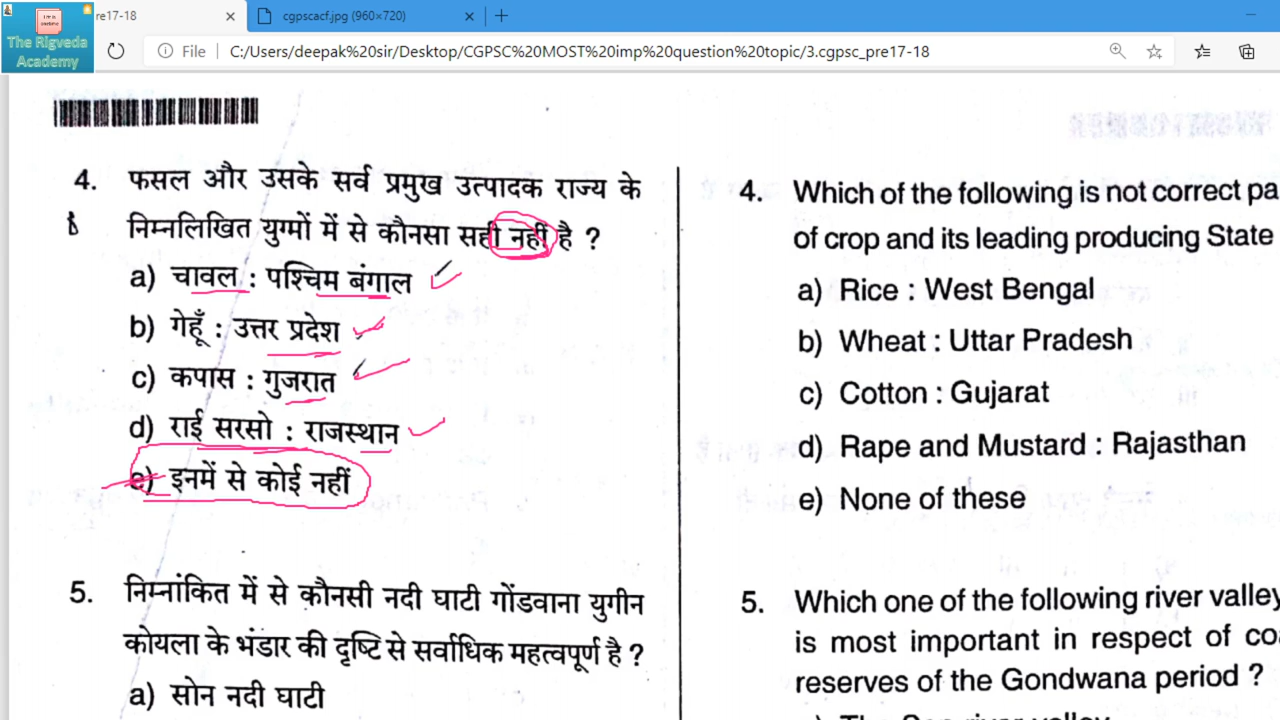 re17-18
cgpscacf.jpg (960×720)
The Rigveda
Academy
File
C:/Users/deepak%20sir/Desktop/CGPSC%20MOST%20imp%20question%20topic/3.cgpsc_pre17-18
4. फसल और उसके सर्व प्रमुख उत्पादक राज्य के
निम्नलिखित युग्मों में से कौनसा सही नहीं है ?
a) चावल : पश्चिम बंगाल
b) गेहूँ : उत्तर प्रदेश
c) कपास : गुजरात
d) राई सरसो : राजस्थान
e) इनमें से कोई नहीं
5. निम्नांकित में से कौनसी नदी घाटी गोंडवाना युगीन
कोयला के भंडार की दृष्टि से सर्वाधिक महत्वपूर्ण है ?
a) सोन नदी घाटी
4. Which of the following is not correct pa
of crop and its leading producing State
a) Rice : West Bengal
b) Wheat : Uttar Pradesh
c) Cotton : Gujarat
d) Rape and Mustard : Rajasthan
e) None of these
5. Which one of the following river valley
is most important in respect of co
reserves of the Gondwana period ?